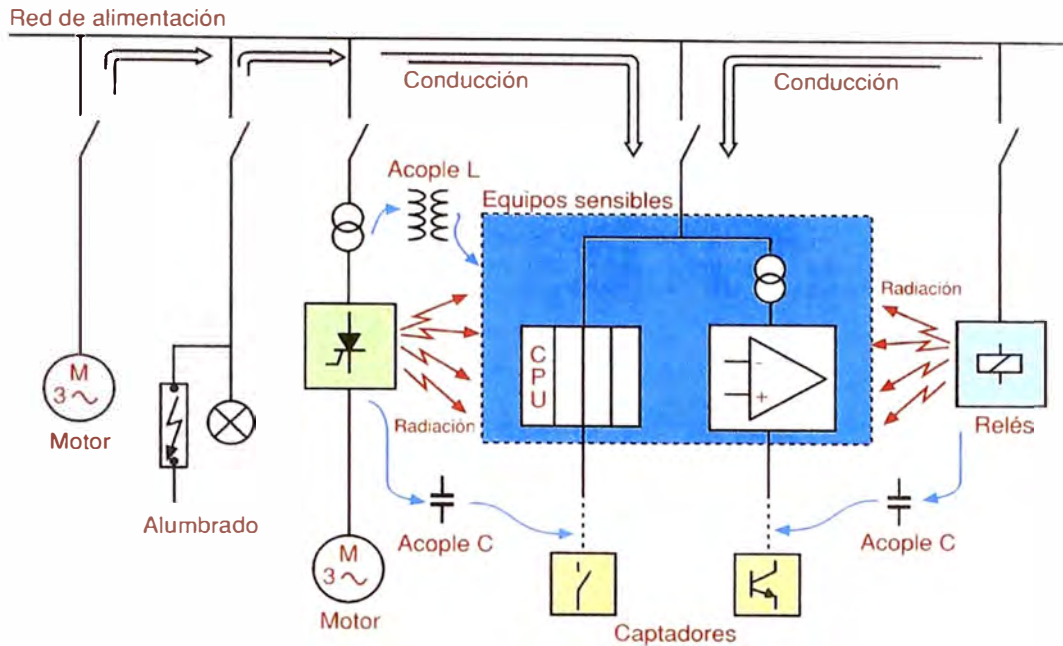 Red de alimentación
Conducción
Conducción
Acople L
Equipos sensibles
Radiación
C
P
U
-
+
M
3 ~
Motor
Radiación
Relés
Alumbrado
Acople C
Acople C
M
3 ~
Motor
Captadores